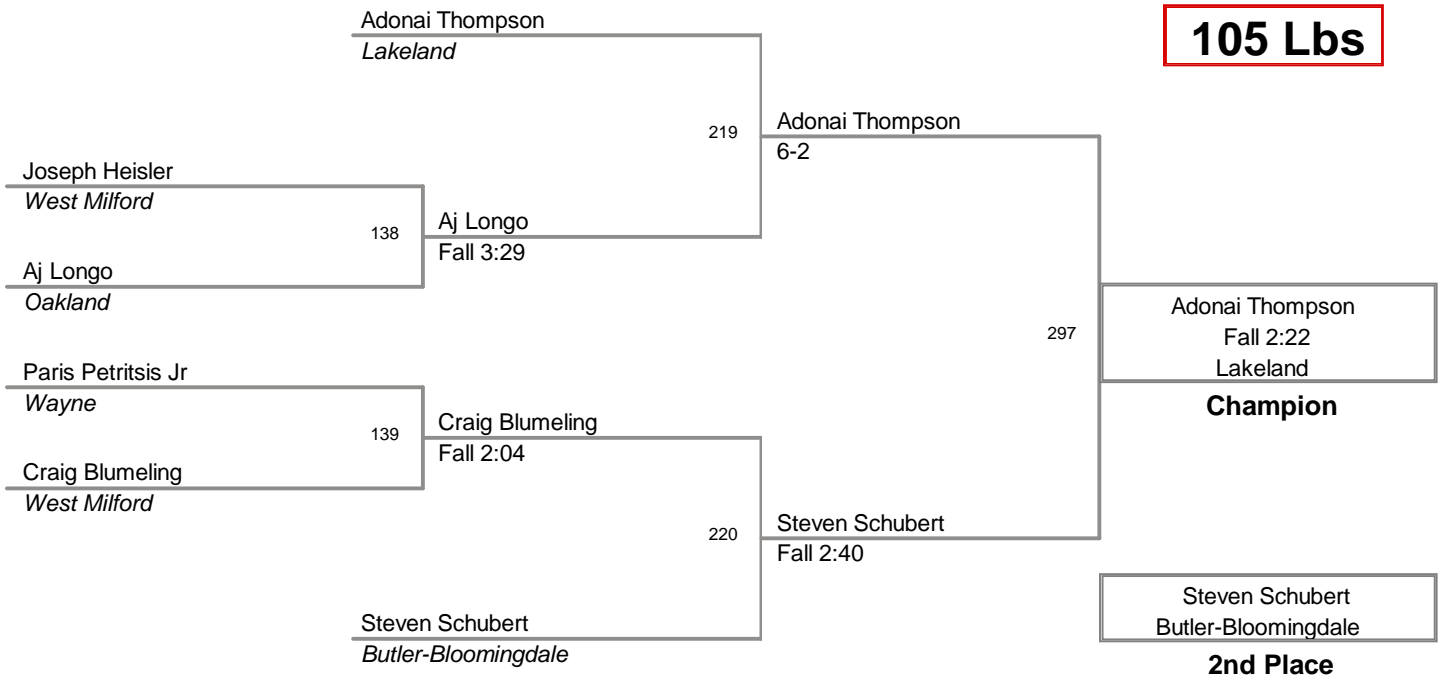 Adonai Thompson
Lakeland
105 Lbs
219
Adonai Thompson
6-2
Joseph Heisler
West Milford
138
Aj Longo
Fall 3:29
Aj Longo
Oakland
297
Adonai Thompson
Fall 2:22
Lakeland
Champion
Paris Petritsis Jr
Wayne
139
Craig Blumeling
Fall 2:04
Craig Blumeling
West Milford
220
Steven Schubert
Fall 2:40
Steven Schubert
Butler-Bloomingdale
Steven Schubert
Butler-Bloomingdale
2nd Place